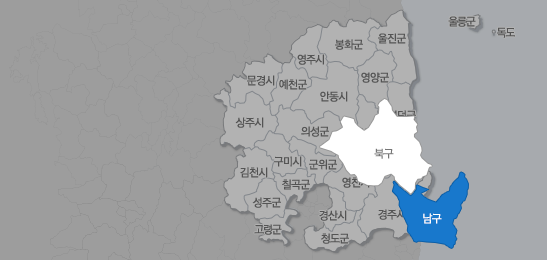 울릉군
독도
울진군
봉화군
영주시
영양군
문경시
예천군
안동시
상주시
의성군
북구
구미시
군위군
김천시
칠곡군
성주군
경산시
경주시
남구
고령군
청도군